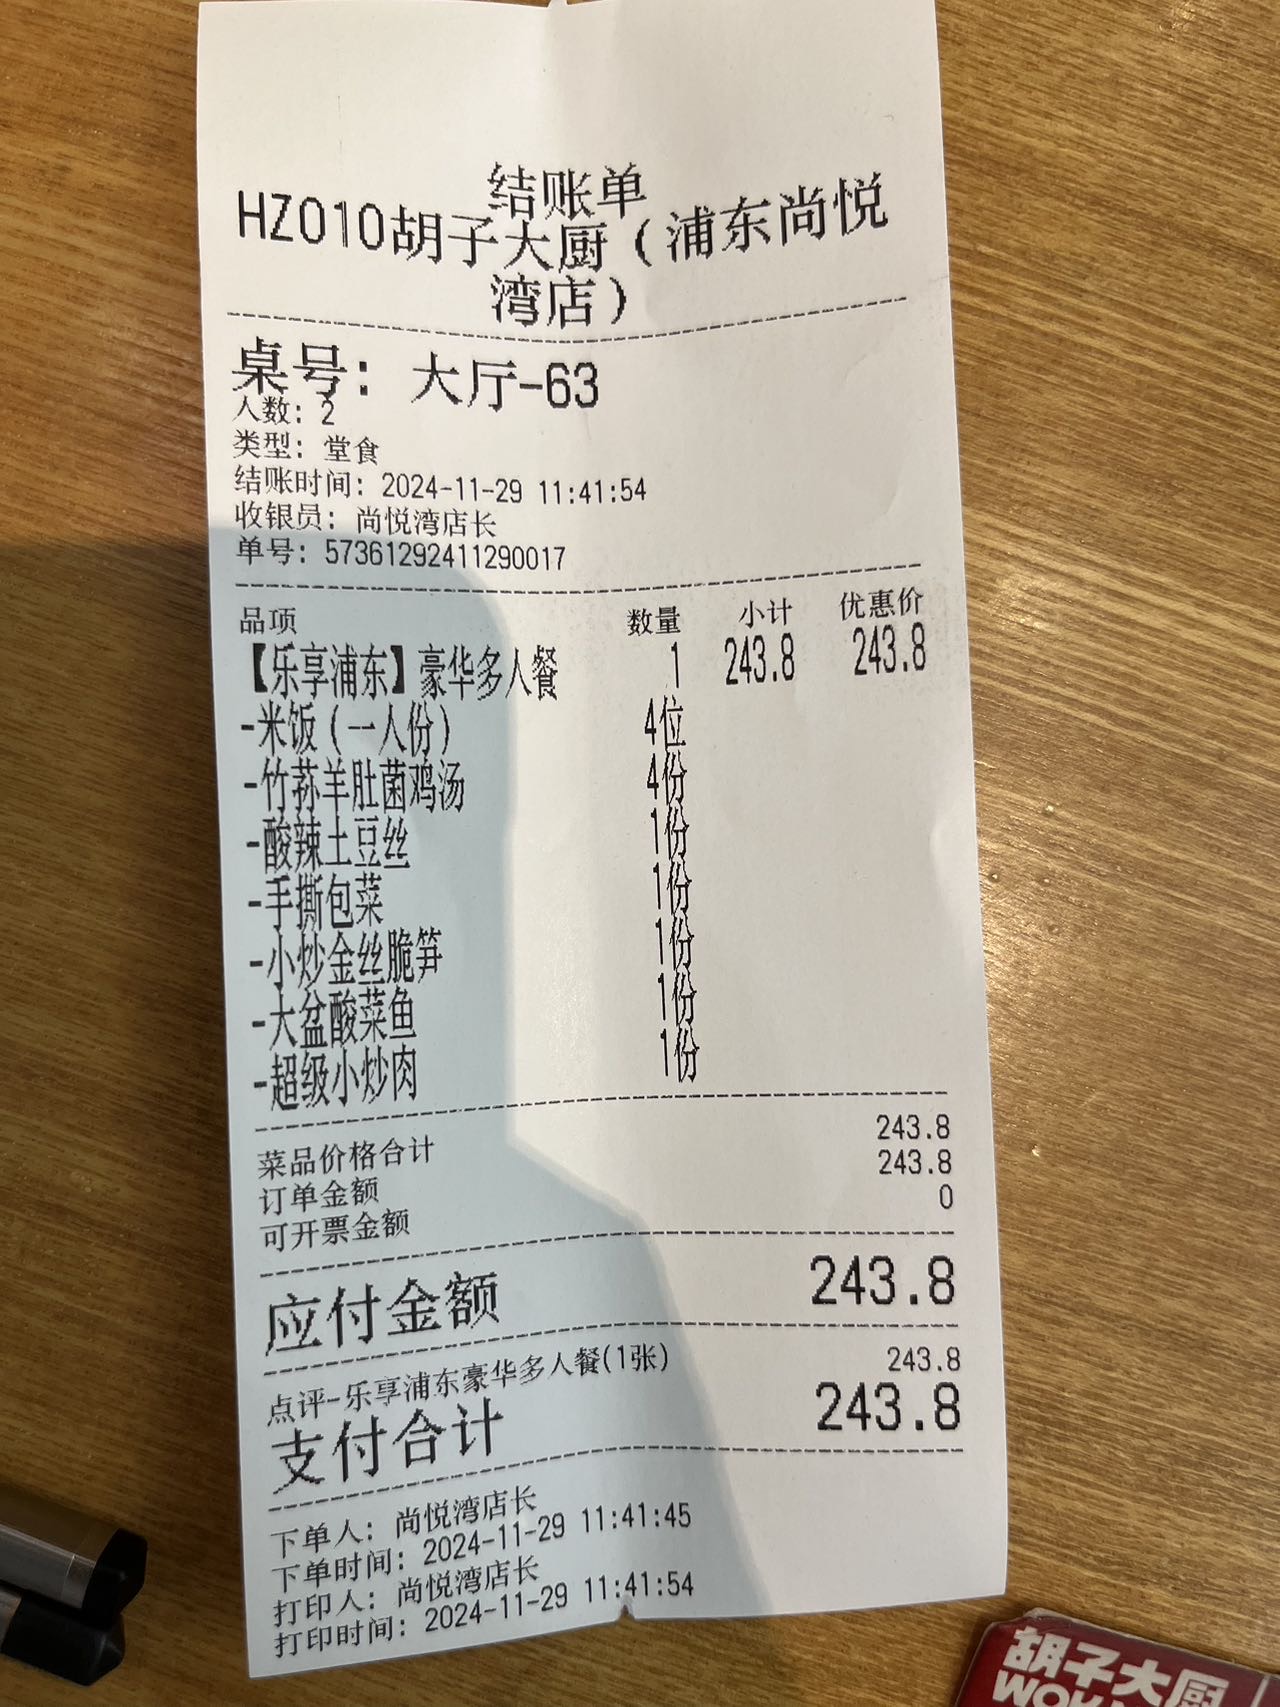 结账单
HZ010胡子大厨（浦东尚悦
湾店）
桌号: 大厅-63
人数: 2
类型: 堂食
结账时间: 2024-11-29 11:41:54
收银员: 尚悦湾店长
单号: 57361292411290017
品项 数量 小计 优惠价
【乐享浦东】豪华多人餐 1 243.8 243.8
-米饭（一人份） 4位
-竹荪羊肚菌鸡汤 4份
-酸辣土豆丝 1份
-手撕包菜 1份
-小炒金丝脆笋 1份
-大盆酸菜鱼 1份
-超级小炒肉 1份
菜品价格合计 243.8
订单金额 243.8
可开票金额 0
应付金额 243.8
点评-乐享浦东豪华多人餐(1张) 243.8
支付合计 243.8
下单人: 尚悦湾店长
下单时间: 2024-11-29 11:41:45
打印人: 尚悦湾店长
打印时间: 2024-11-29 11:41:54
胡子大厨